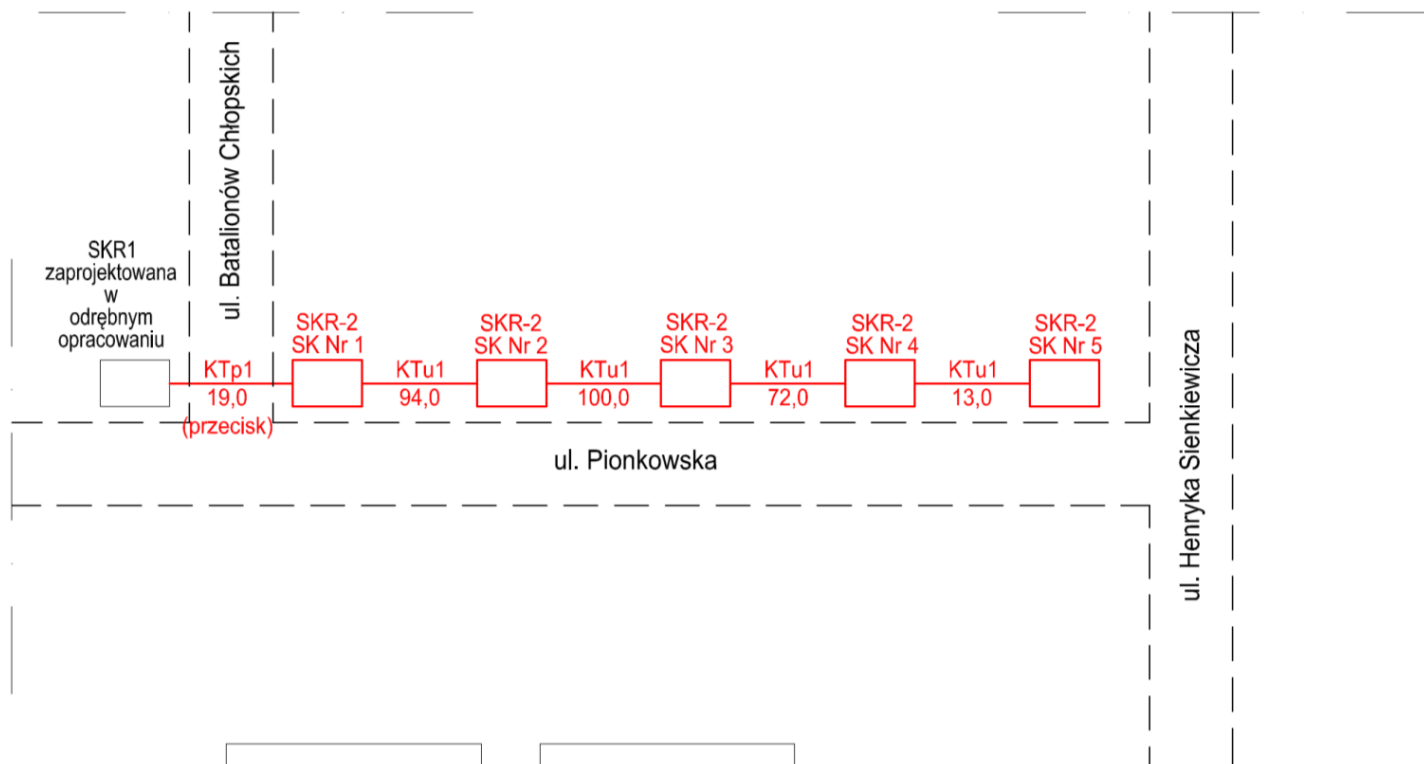 ul. Batalionów Chłopskich
SKR1
zaprojektowana
w
odrębnym
opracowaniu
KTp1
19,0
(przecisk)
SKR-2
SK Nr 1
KTu1
94,0
SKR-2
SK Nr 2
KTu1
100,0
SKR-2
SK Nr 3
KTu1
72,0
SKR-2
SK Nr 4
KTu1
13,0
SKR-2
SK Nr 5
ul. Pionkowska
ul. Henryka Sienkiewicza